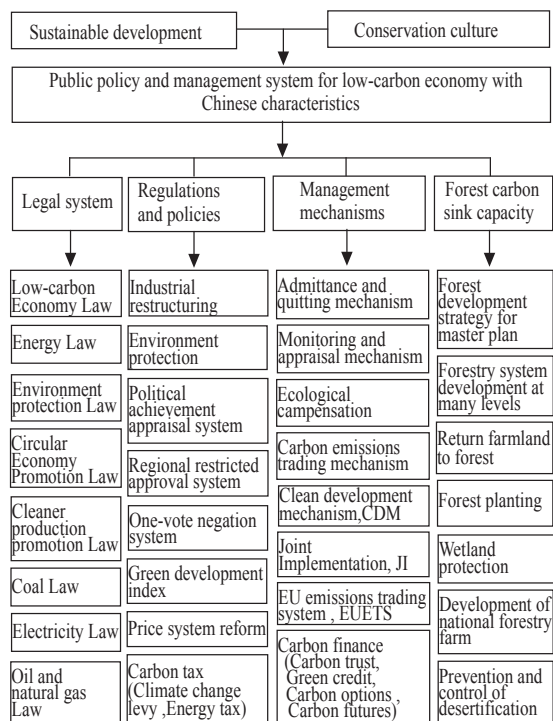 Sustainable development
Conservation culture
Public policy and management system for low-carbon economy with
Chinese characteristics
Legal system
Regulations
and policies
Management
mechanisms
Forest carbon
sink capacity
Low-carbon
Economy Law
Energy Law
Environment
protection Law
Circular
Economy
Promotion Law
Cleaner
production
promotion Law
Coal Law
Electricity Law
Oil and
natural gas
Law
Industrial
restructuring
Environment
protection
Political
achievement
appraisal system
Regional restricted
approval system
One-vote negation
system
Green development
index
Price system reform
Carbon tax
(Climate change
levy ,Energy tax)
Admittance and
quitting mechanism
Monitoring and
appraisal mechanism
Ecological
campensation
Carbon emissions
trading mechanism
Clean development
mechanism,CDM
Joint
Implementation, JI
EU emissions trading
system , EUETS
Carbon finance
(Carbon trust,
Green credit,
Carbon options ,
Carbon futures)
Forest
development
strategy for
master plan
Forestry system
development at
many levels
Return farmland
to forest
Forest planting
Wetland
protection
Development of
national forestry
farm
Prevention and
control of
desertification